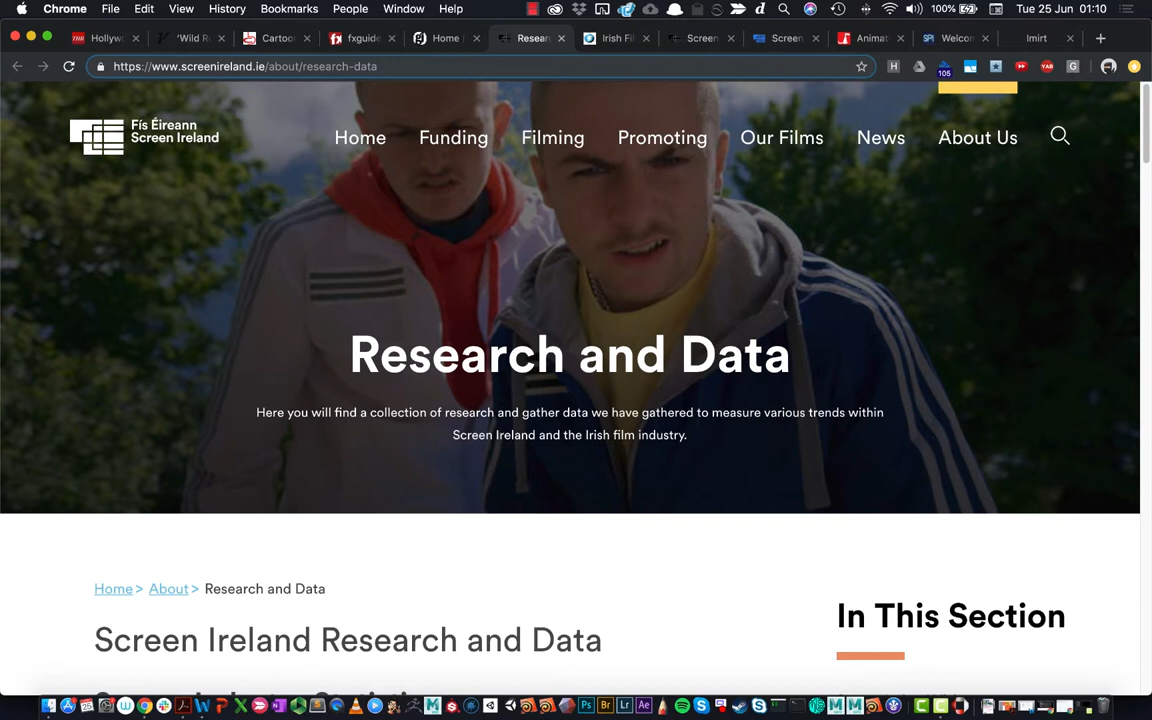 Chrome File Edit View History Bookmarks People Window Help 100% Tue 25 Jun 01:10
Hollyw 'Wild R Cartoo fxguide Home Resear Irish Fi Screen Screen Animat Welcon Imirt
https://www.screenireland.ie/about/research-data
105
Fís Éireann
Screen Ireland
Home Funding Filming Promoting Our Films News About Us
Research and Data
Here you will find a collection of research and gather data we have gathered to measure various trends within
Screen Ireland and the Irish film industry.
Home > About > Research and Data
In This Section
Screen Ireland Research and Data